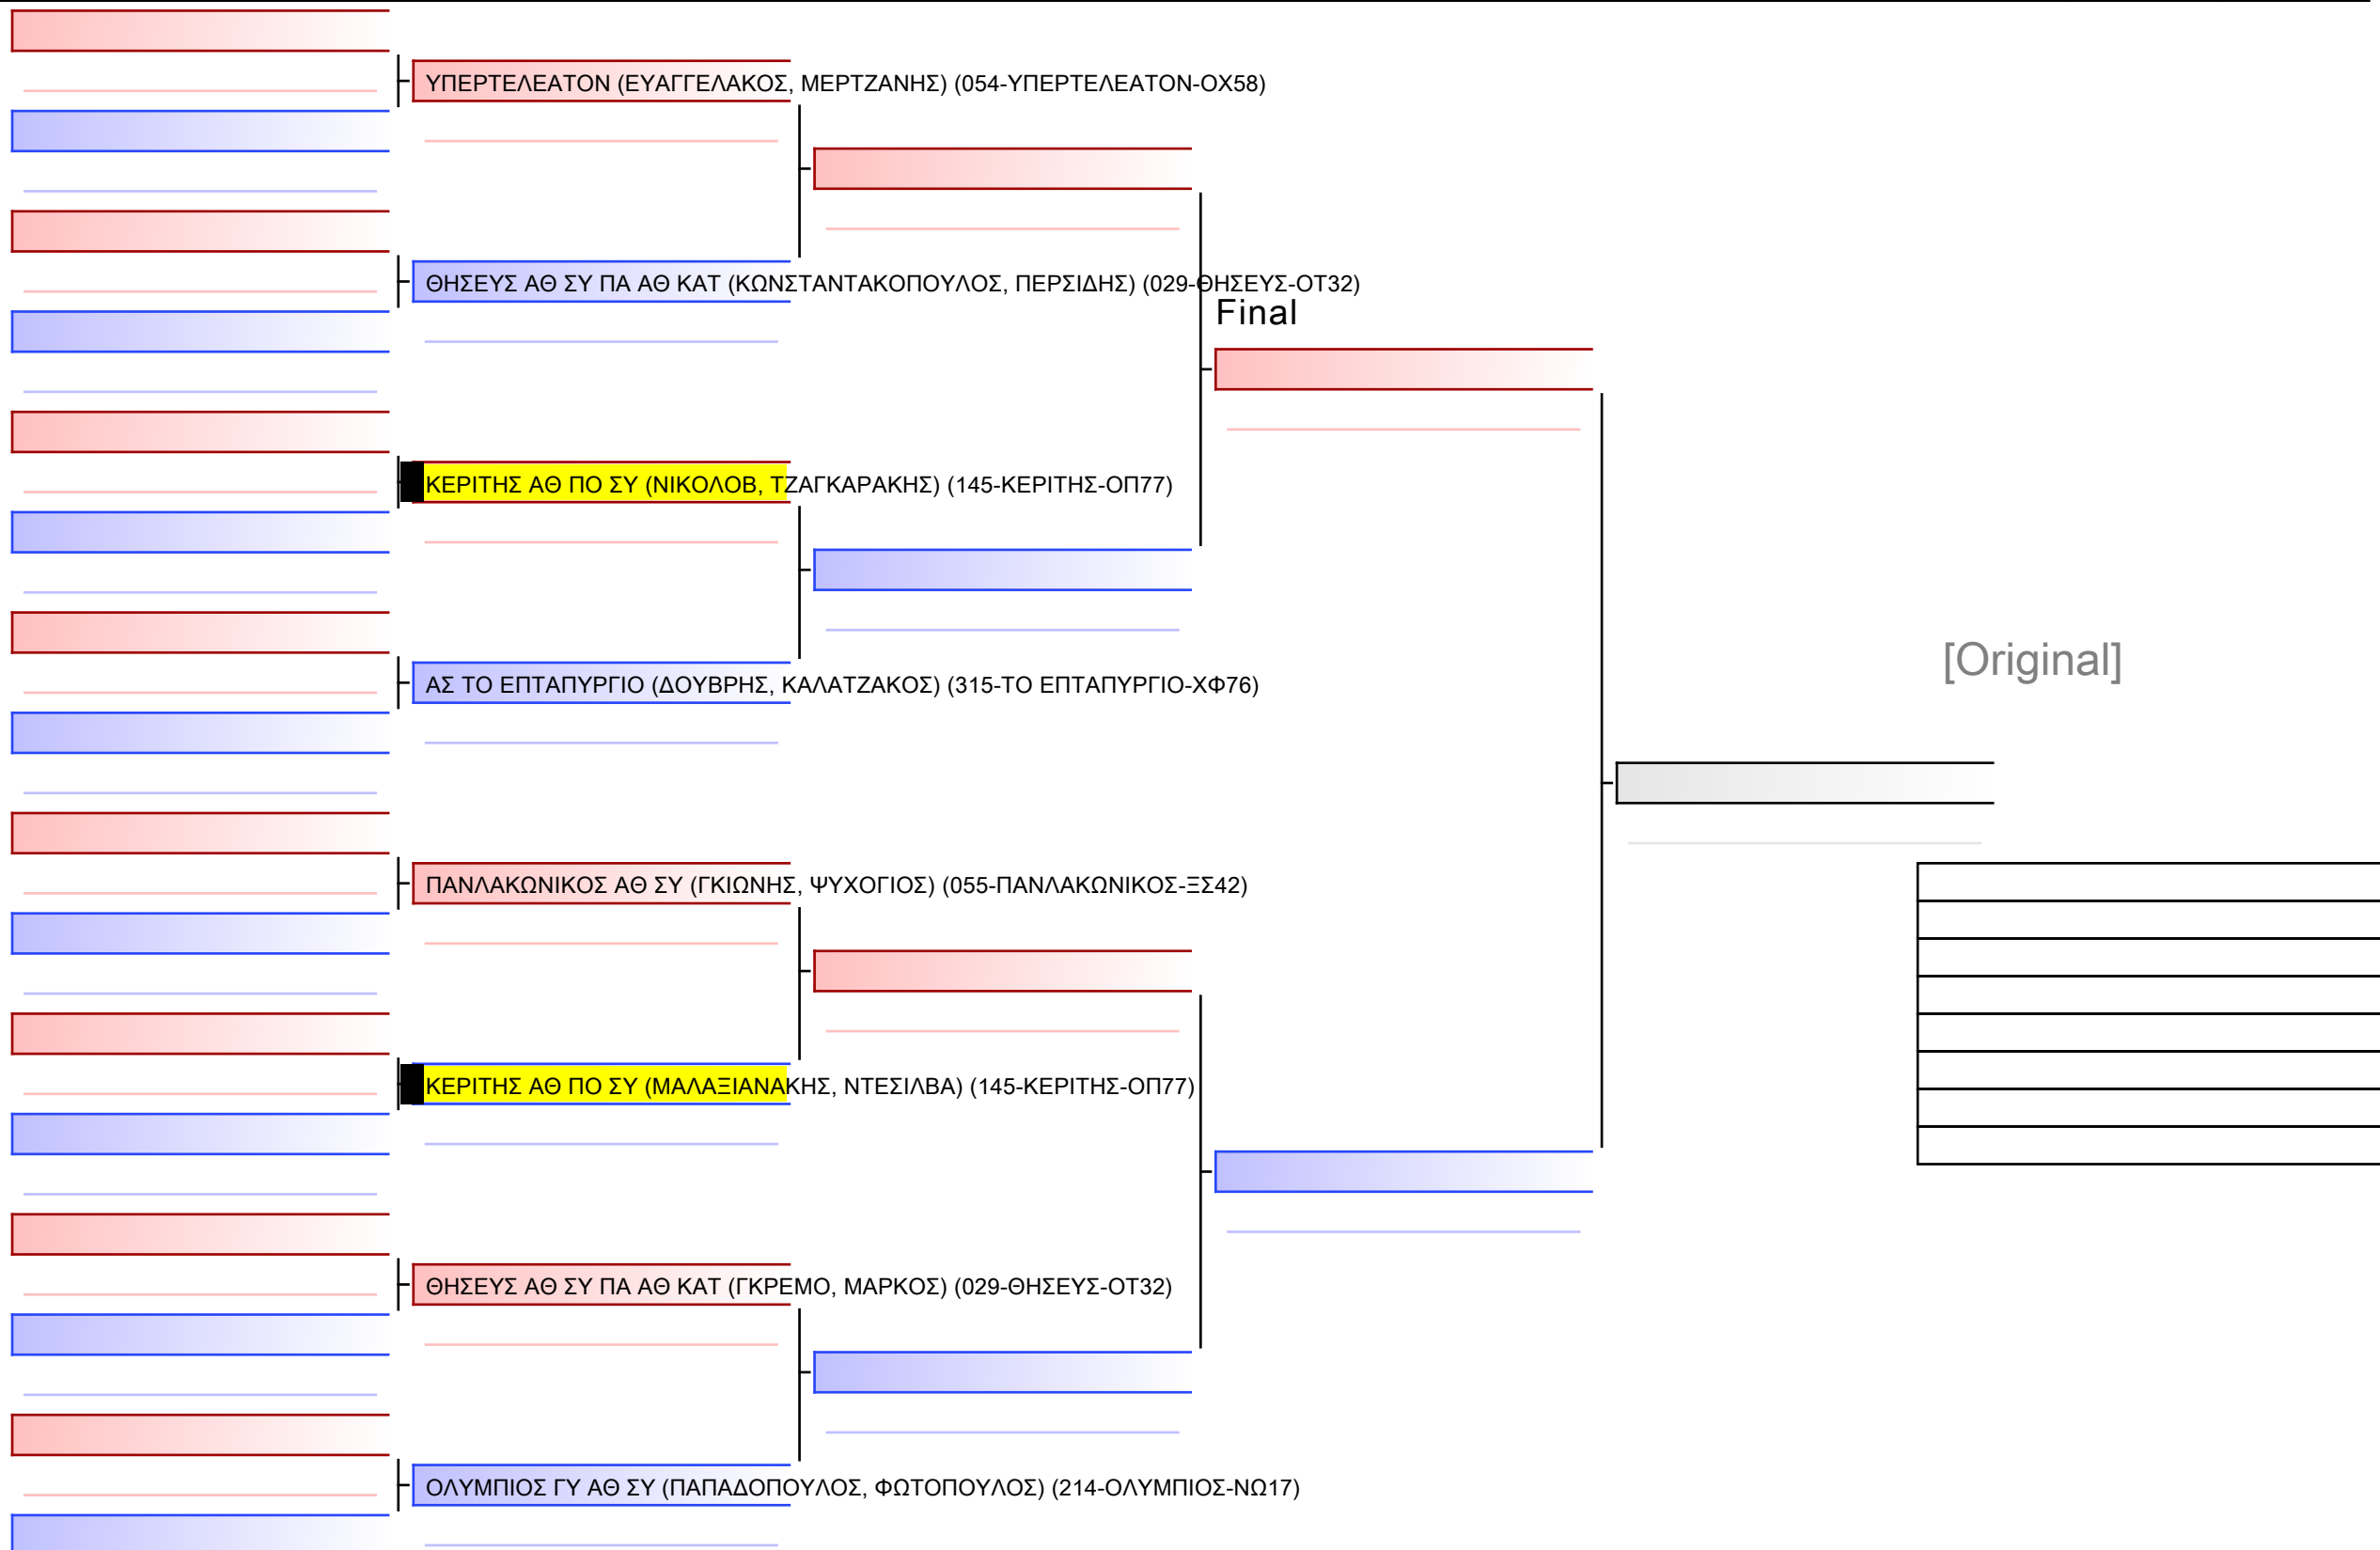 ΥΠΕΡΤΕΛΕΑΤΟΝ (ΕΥΑΓΓΕΛΑΚΟΣ, ΜΕΡΤΖΑΝΗΣ) (054-ΥΠΕΡΤΕΛΕΑΤΟΝ-ΟΧ58)
ΘΗΣΕΥΣ ΑΘ ΣΥ ΠΑ ΑΘ ΚΑΤ (ΚΩΝΣΤΑΝΤΑΚΟΠΟΥΛΟΣ, ΠΕΡΣΙΔΗΣ) (029-ΘΗΣΕΥΣ-ΟΤ32)
Final
ΚΕΡΙΤΗΣ ΑΘ ΠΟ ΣΥ (ΝΙΚΟΛΟΒ, ΤΖΑΓΚΑΡΑΚΗΣ) (145-ΚΕΡΙΤΗΣ-ΟΠ77)
[Original]
ΑΣ ΤΟ ΕΠΤΑΠΥΡΓΙΟ (ΔΟΥΒΡΗΣ, ΚΑΛΑΤΖΑΚΟΣ) (315-ΤΟ ΕΠΤΑΠΥΡΓΙΟ-ΧΦ76)
ΠΑΝΛΑΚΩΝΙΚΟΣ ΑΘ ΣΥ (ΓΚΙΩΝΗΣ, ΨΥΧΟΓΙΟΣ) (055-ΠΑΝΛΑΚΩΝΙΚΟΣ-ΞΣ42)
ΚΕΡΙΤΗΣ ΑΘ ΠΟ ΣΥ (ΜΑΛΑΞΙΑΝΑΚΗΣ, ΝΤΕΣΙΛΒΑ) (145-ΚΕΡΙΤΗΣ-ΟΠ77)
ΘΗΣΕΥΣ ΑΘ ΣΥ ΠΑ ΑΘ ΚΑΤ (ΓΚΡΕΜΟ, ΜΑΡΚΟΣ) (029-ΘΗΣΕΥΣ-ΟΤ32)
ΟΛΥΜΠΙΟΣ ΓΥ ΑΘ ΣΥ (ΠΑΠΑΔΟΠΟΥΛΟΣ, ΦΩΤΟΠΟΥΛΟΣ) (214-ΟΛΥΜΠΙΟΣ-ΝΩ17)